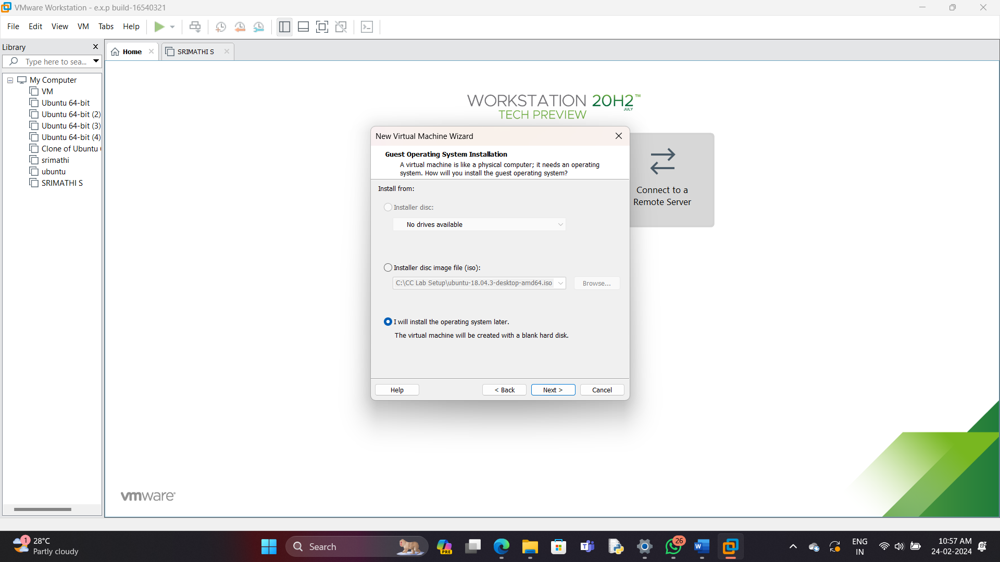 VMware Workstation - e.x.p build-16540321
File Edit View VM Tabs Help
Library
Type here to sea...
Home
SRIMATHI S
My Computer
VM
Ubuntu 64-bit
Ubuntu 64-bit (2)
Ubuntu 64-bit (3)
Ubuntu 64-bit (4)
Clone of Ubuntu
srimathi
ubuntu
SRIMATHI S
WORKSTATION 20H2™
JULY
TECH PREVIEW
New Virtual Machine Wizard
Guest Operating System Installation
A virtual machine is like a physical computer; it needs an operating
system. How will you install the guest operating system?
Install from:
Installer disc:
No drives available
Installer disc image file (iso):
C:\CC Lab Setup\ubuntu-18.04.3-desktop-amd64.iso
Browse...
I will install the operating system later.
The virtual machine will be created with a blank hard disk.
Help
< Back
Next >
Cancel
Connect to a
Remote Server
vmware®
1
28°C
Partly cloudy
Search
PRE
26
ENG
IN
10:57 AM
24-02-2024